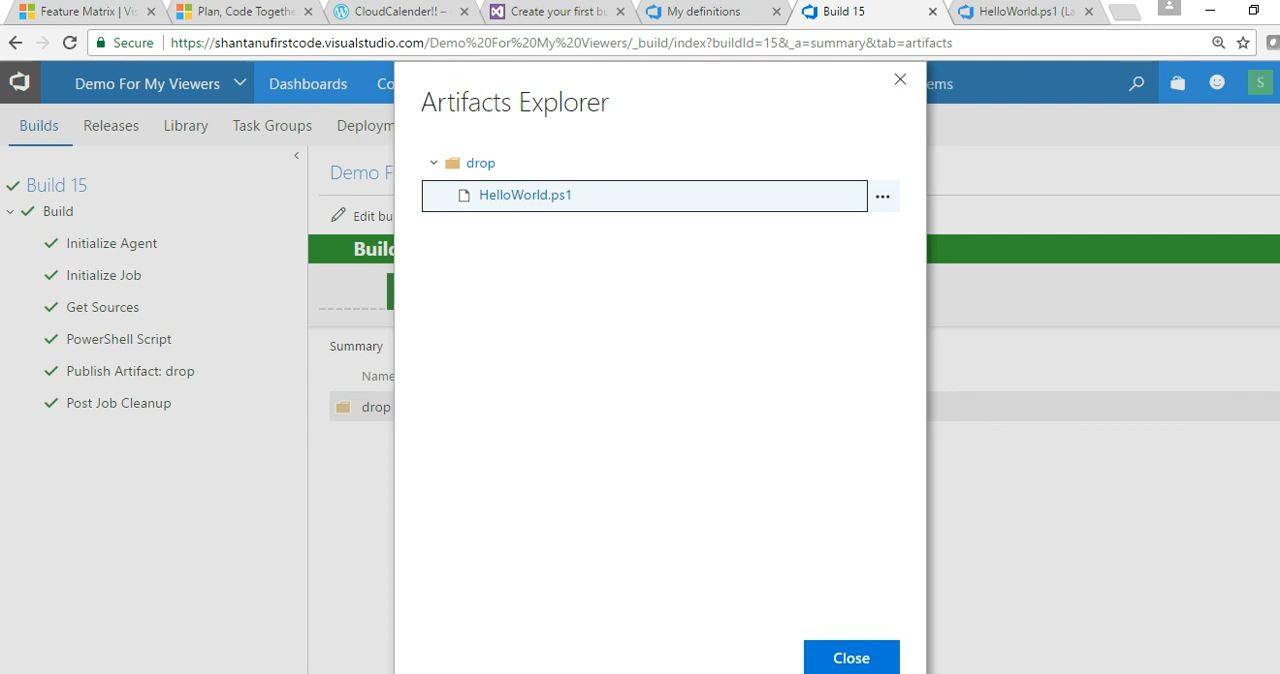 Feature Matrix | Vis
Plan, Code Togethe
CloudCalender!! –
Create your first bu
My definitions
Build 15
HelloWorld.ps1 (La
Secure
https://shantanufirstcode.visualstudio.com/Demo%20For%20My%20Viewers/_build/index?buildId=15&_a=summary&tab=artifacts
Demo For My Viewers
Dashboards
Co
ems
S
Builds
Releases
Library
Task Groups
Deploym
Artifacts Explorer
drop
HelloWorld.ps1
...
Build 15
Build
Initialize Agent
Initialize Job
Get Sources
PowerShell Script
Publish Artifact: drop
Post Job Cleanup
Demo F
Edit bu
Build
Summary
Name
drop
Close